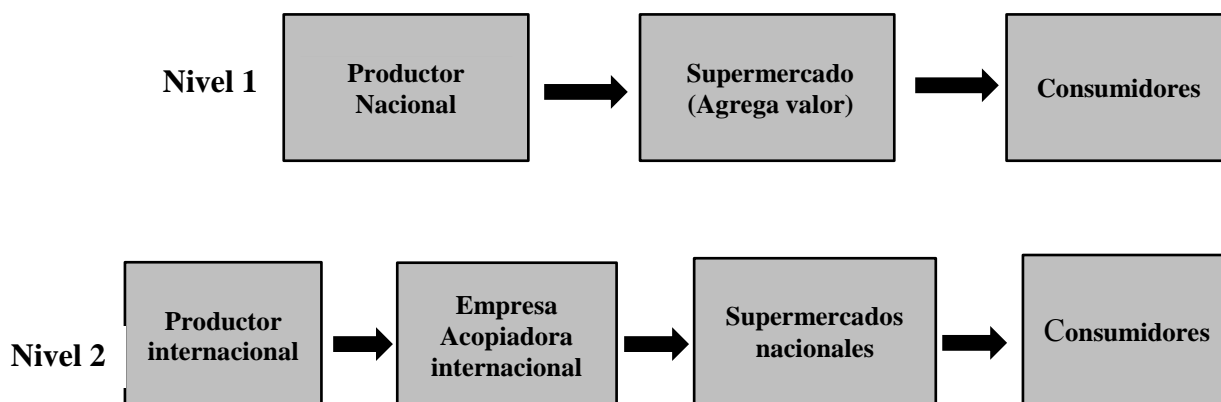 Nivel 1
Productor
Nacional
Supermercado
(Agrega valor)
Consumidores
Nivel 2
Productor
internacional
Empresa
Acopiadora
internacional
Supermercados
nacionales
Consumidores